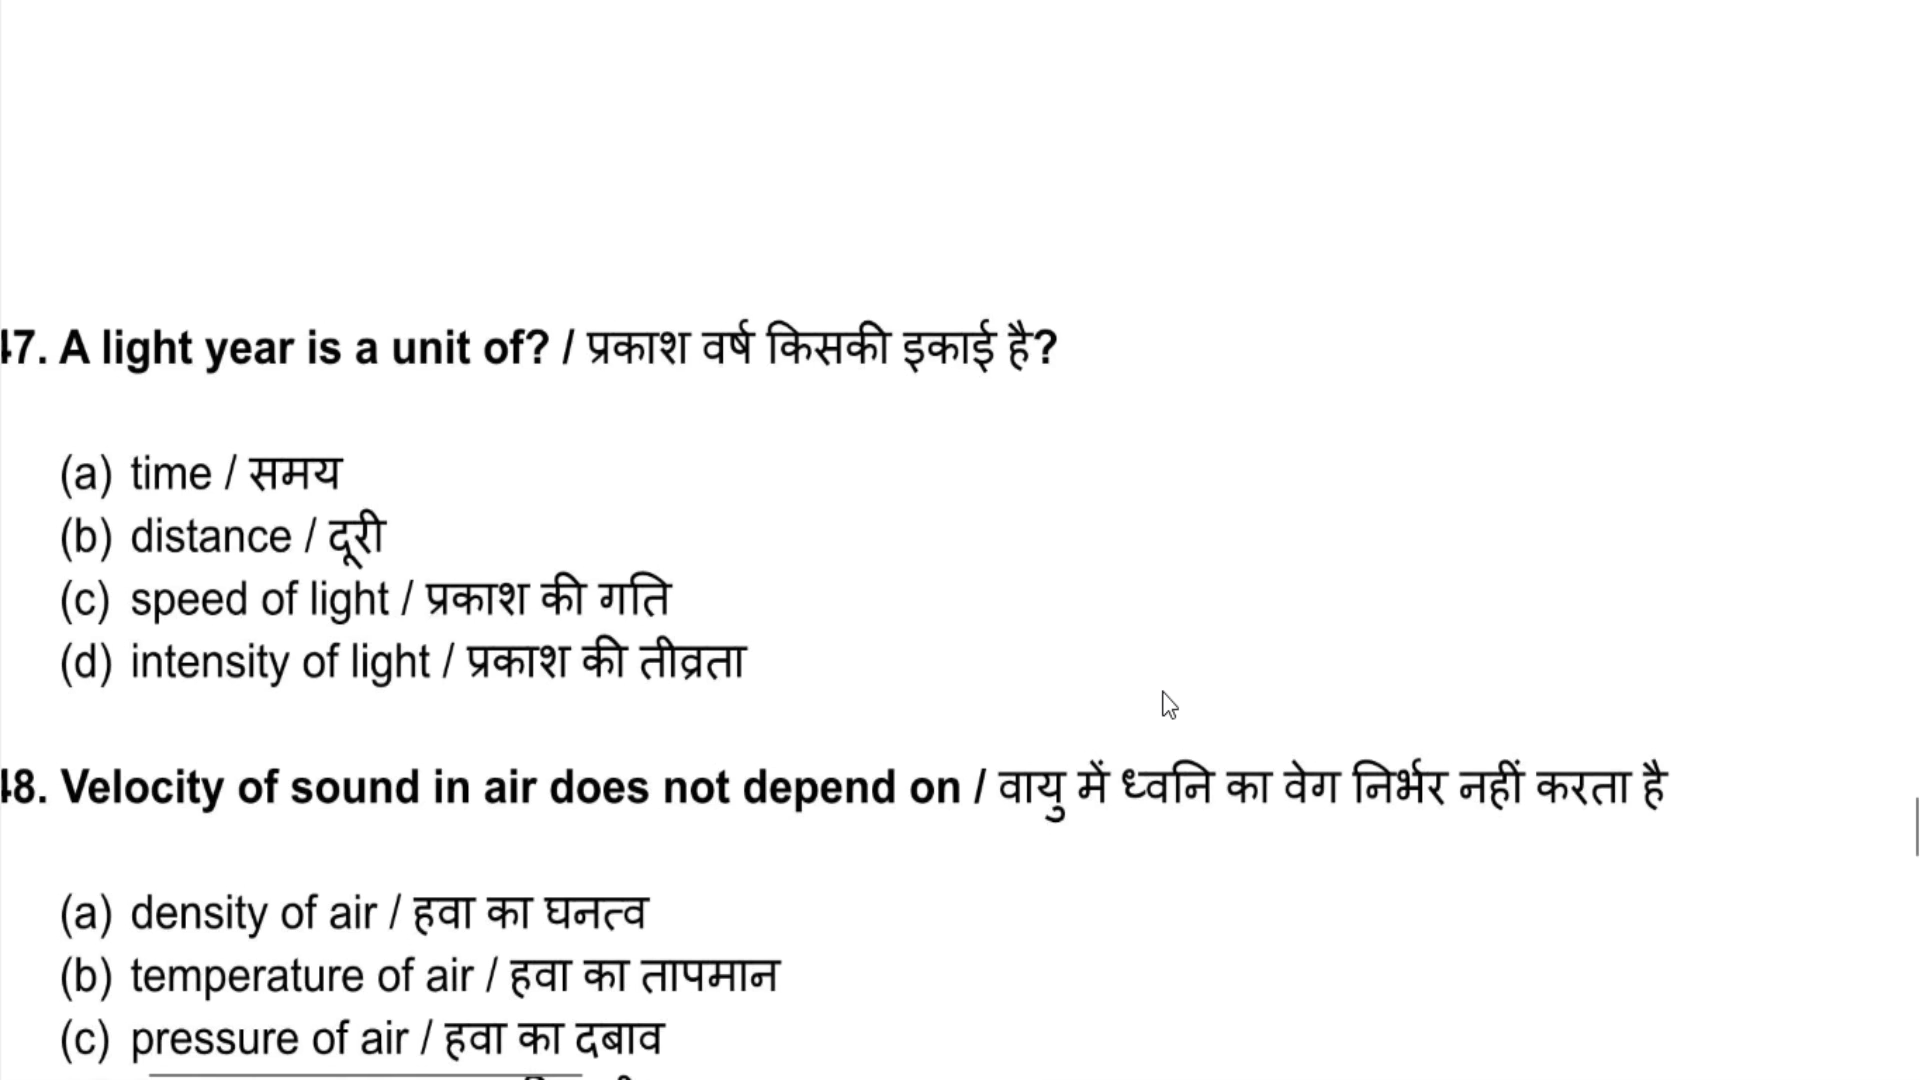 47. A light year is a unit of? / प्रकाश वर्ष किसकी इकाई है?
(a) time / समय
(b) distance / दूरी
(c) speed of light / प्रकाश की गति
(d) intensity of light / प्रकाश की तीव्रता
48. Velocity of sound in air does not depend on / वायु में ध्वनि का वेग निर्भर नहीं करता है
(a) density of air / हवा का घनत्व
(b) temperature of air / हवा का तापमान
(c) pressure of air / हवा का दबाव